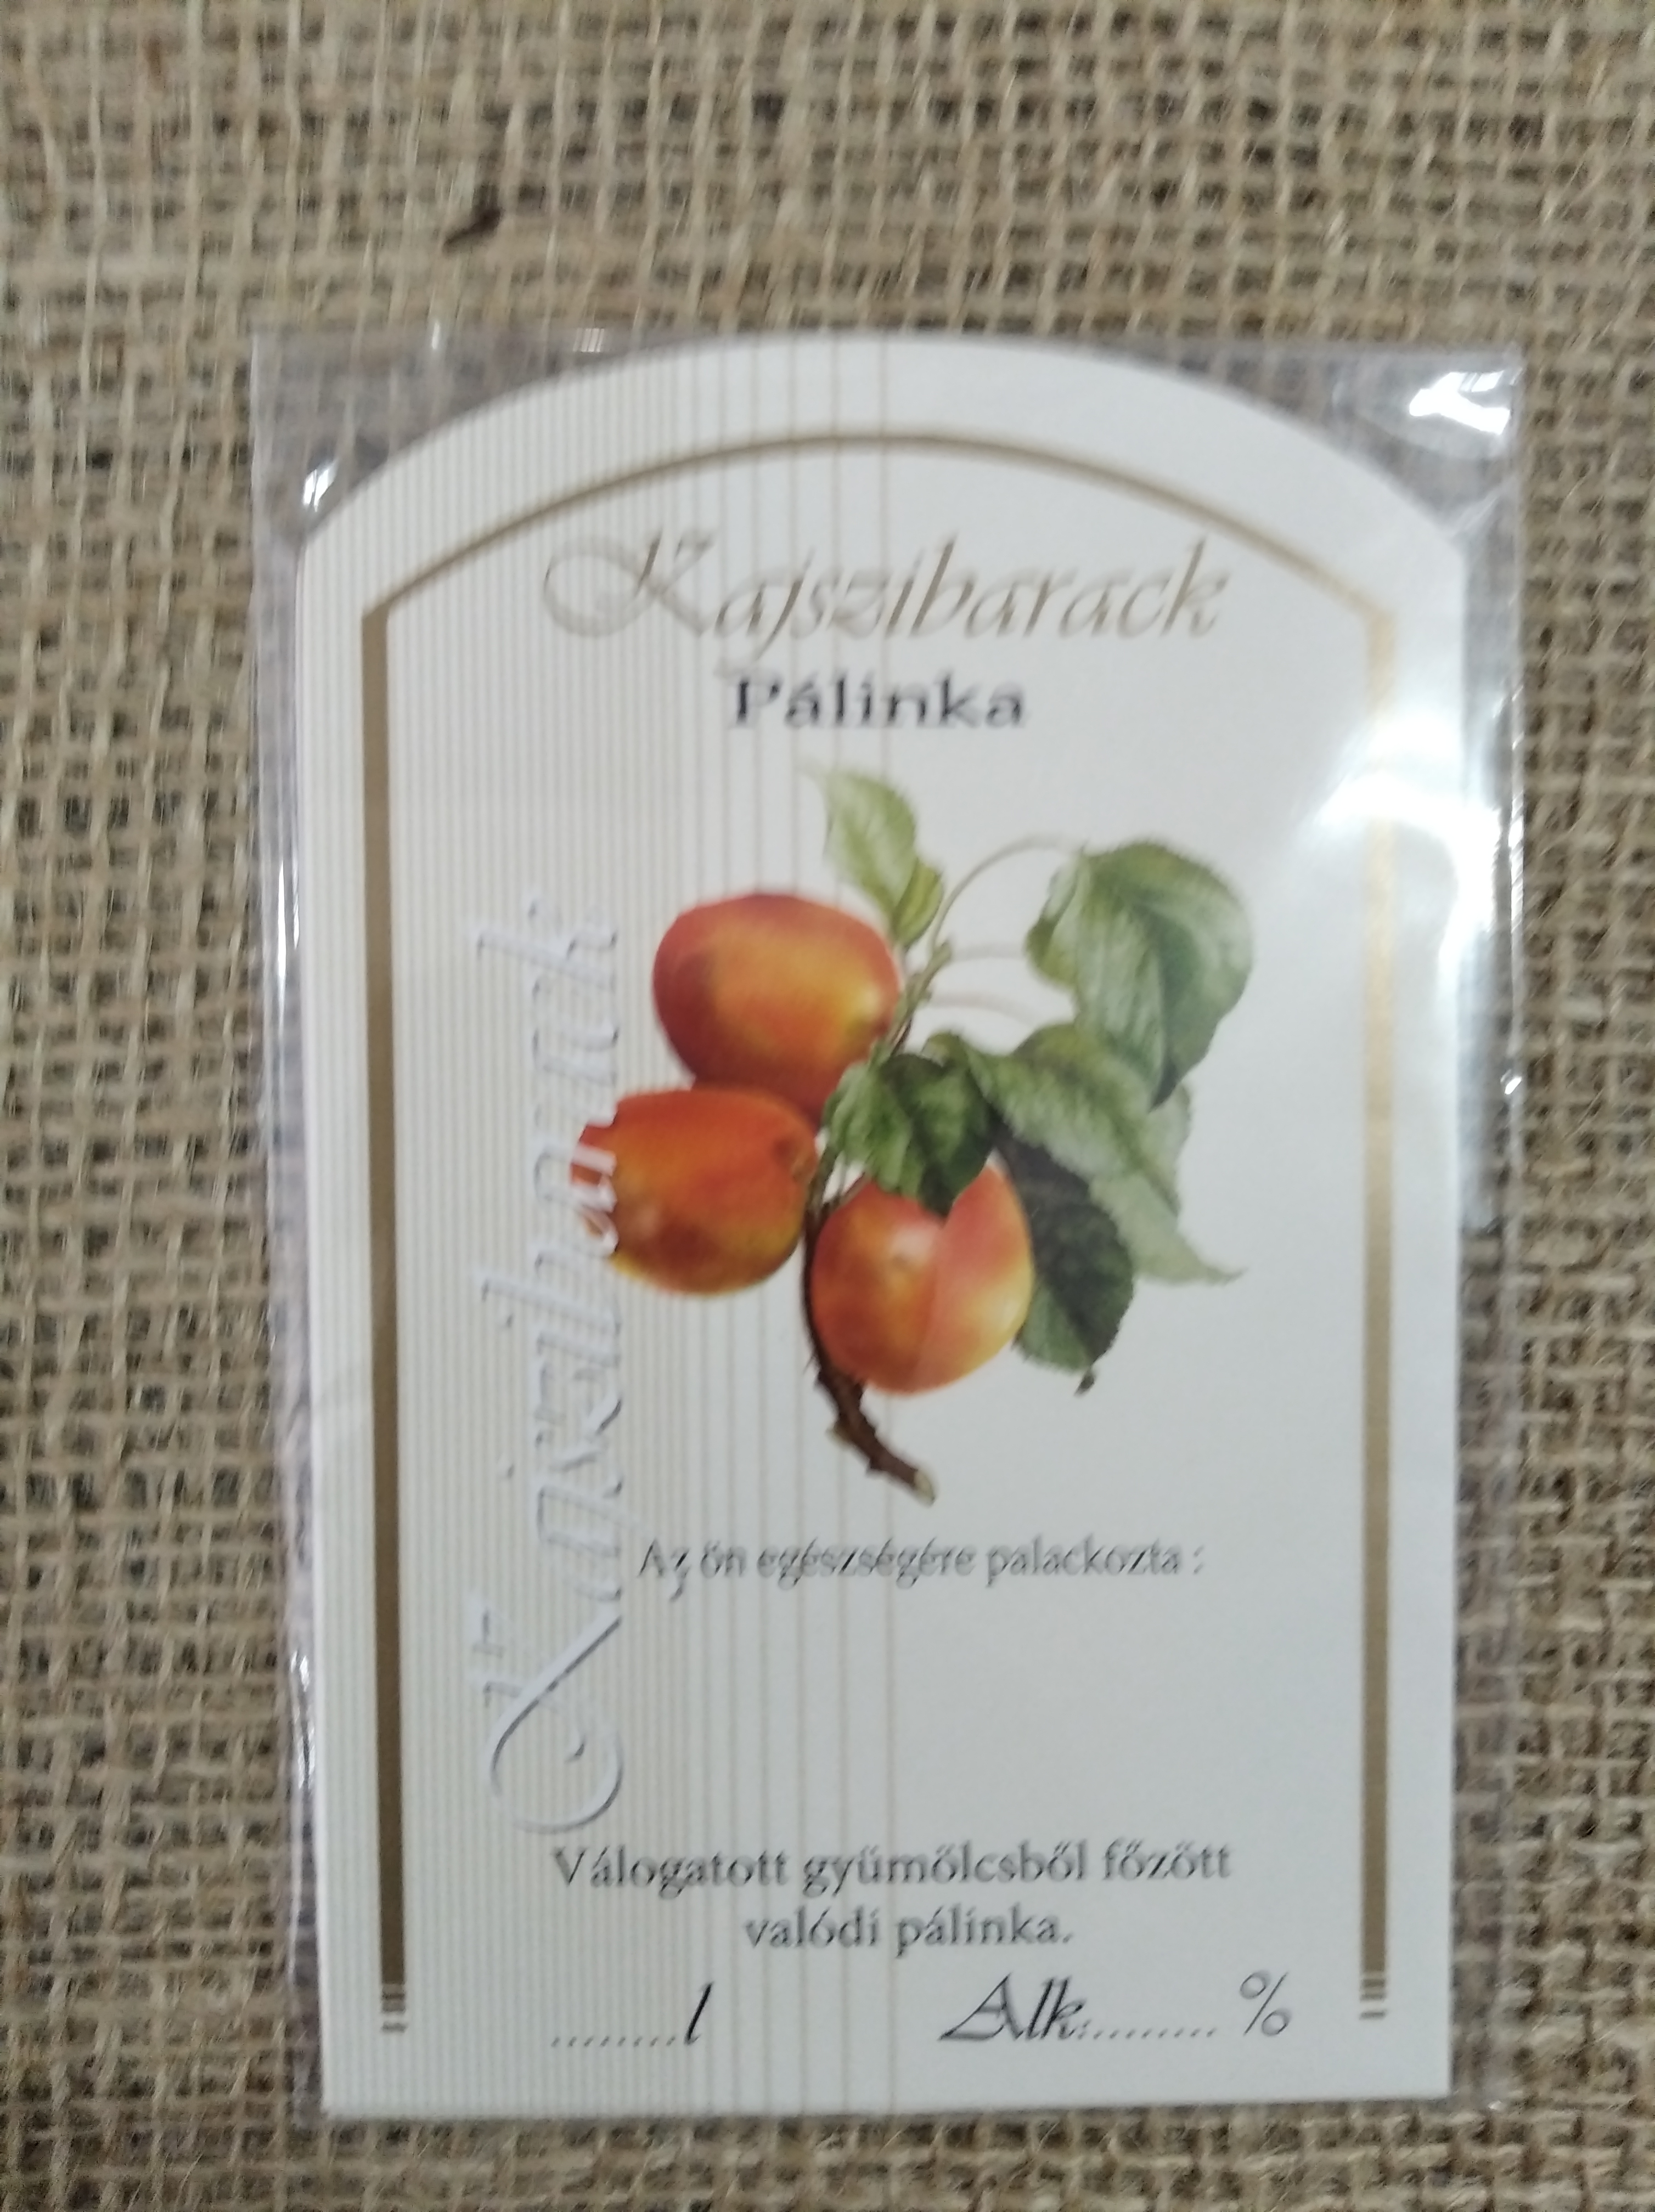 Kajszibarack
Pálinka
Kajszibarack
Az ön egészségére palackozta :
Válogatott gyümölcsből főzött
valódi pálinka.
........l Alk.:........ %